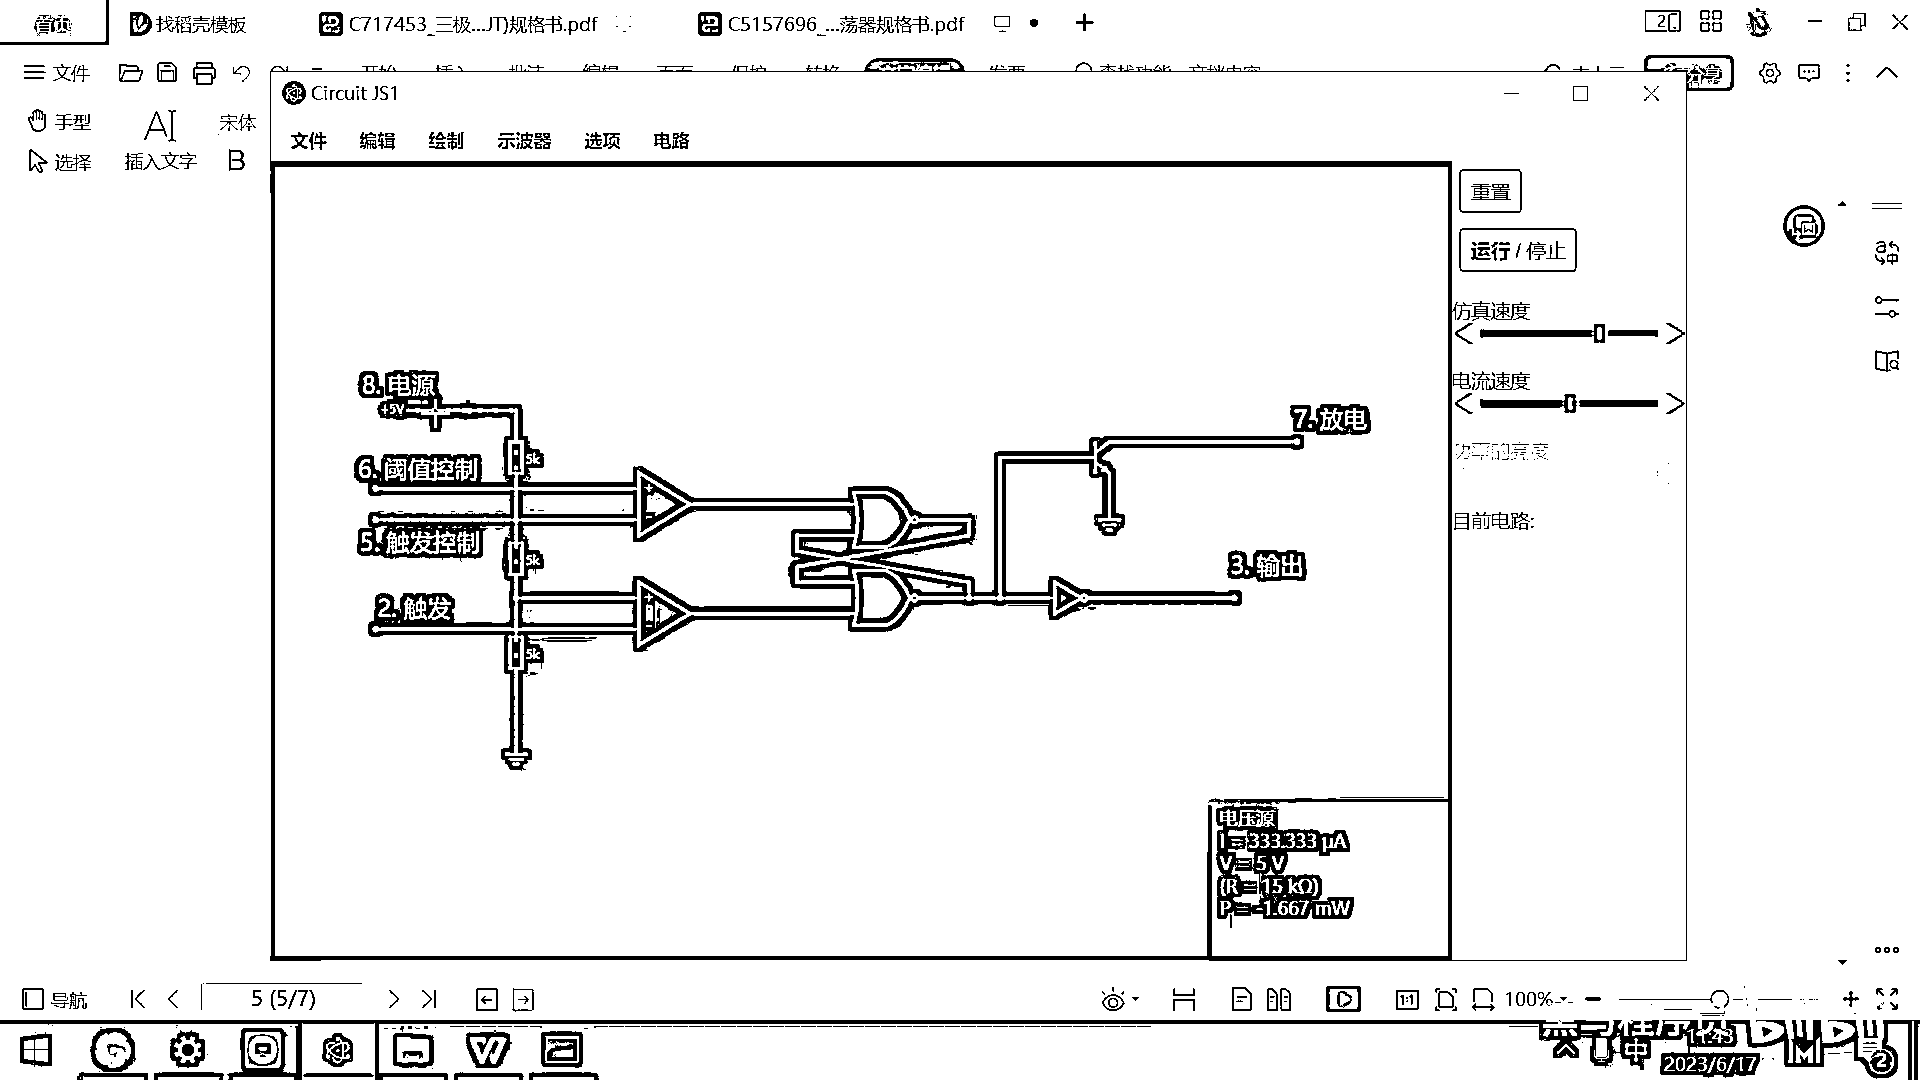 首页
找稻壳模板
C717453_三极...JT)规格书.pdf
C5157696_...荡器规格书.pdf
文件
手型
选择
插入文字
宋体
B
Circuit JS1
文件
编辑
绘制
示波器
选项
电路
重置
运行 / 停止
仿真速度
电流速度
功率的亮度
目前电路:
8. 电源
+5V
5k
6. 阈值控制
5. 触发控制
5k
2. 触发
5k
7. 放电
3. 输出
电压源
I = 333.333 μA
V = 5 V
(R = 15 kΩ)
P = -1.667 mW
导航
5 (5/7)
1:1
100%
中
11:43
2023/6/17
2